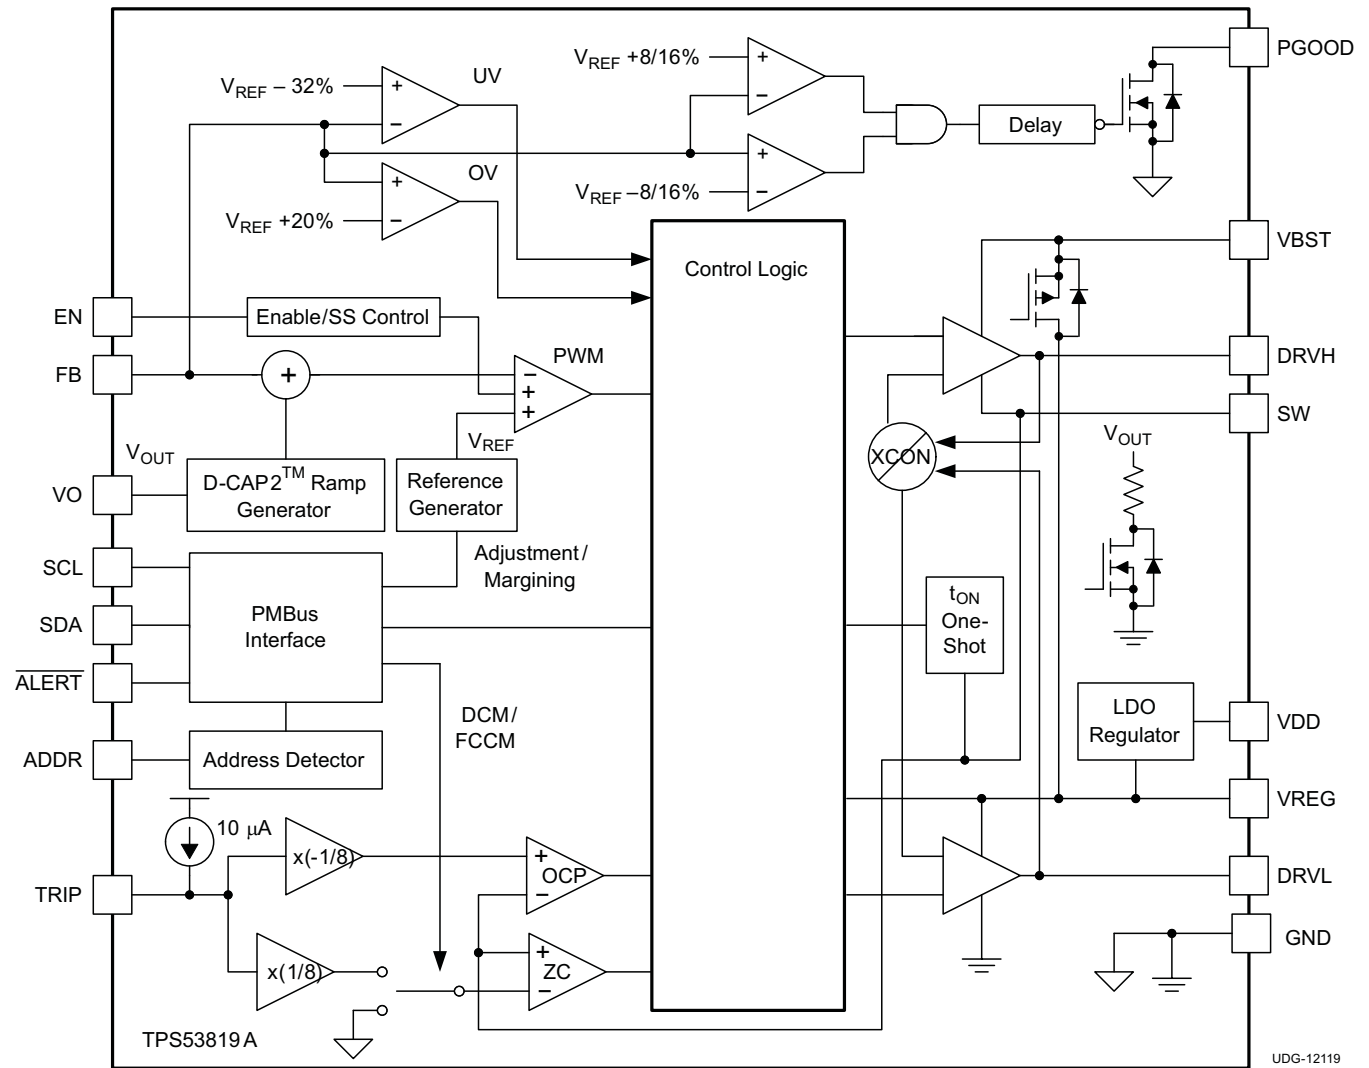 PGOOD
V_REF +8/16%
UV
V_REF – 32%
+
–
+
–
Delay
OV
+
–
V_REF +20%
+
–
V_REF –8/16%
VBST
Control Logic
EN
Enable/SS Control
PWM
DRVH
FB
+
–
+
+
SW
V_OUT
V_REF
V_OUT
XCON
VO
D-CAP2™ Ramp
Generator
Reference
Generator
SCL
Adjustment/
Margining
PMBus
Interface
t_ON
One-
Shot
SDA
ALERT
DCM/
FCCM
LDO
Regulator
VDD
ADDR
Address Detector
VREG
10 µA
x(-1/8)
+
–
OCP
TRIP
DRVL
GND
x(1/8)
+
–
ZC
TPS53819A
UDG-12119